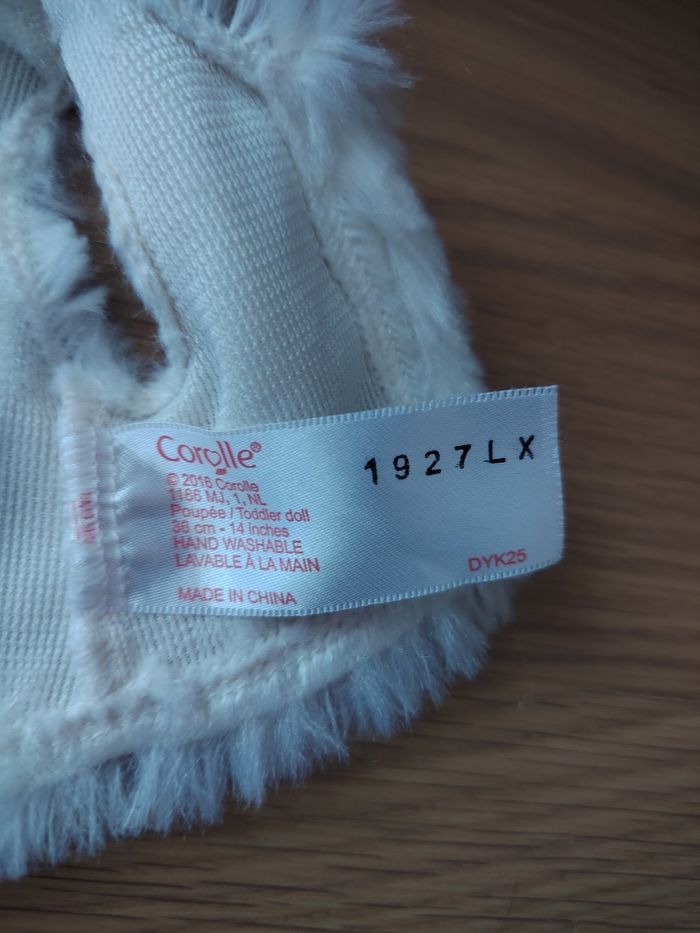 Corolle®
© 2016 Corolle
1186 MJ, 1, NL
Poupée / Toddler doll
36 cm - 14 inches
HAND WASHABLE
LAVABLE À LA MAIN
MADE IN CHINA
1927LX
DYK25